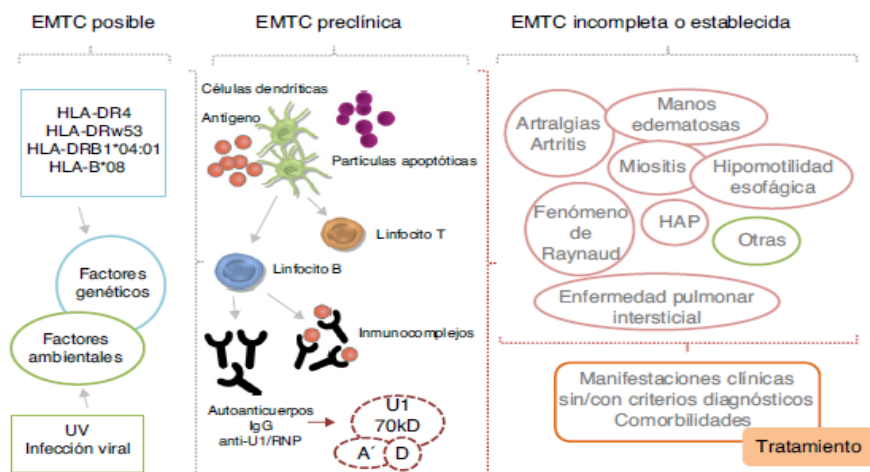 EMTC posible
HLA-DR4
HLA-DRw53
HLA-DRB1*04:01
HLA-B*08
Factores
genéticos
Factores
ambientales
UV
Infección viral
EMTC preclínica
Células dendríticas
Antígeno
Partículas apoptóticas
Linfocito T
Linfocito B
Inmunocomplejos
Autoanticuerpos
IgG
anti-U1/RNP
U1
70kD
A´
D
EMTC incompleta o establecida
Artralgias
Artritis
Manos
edematosas
Miositis
Hipomotilidad
esofágica
Fenómeno
de
Raynaud
HAP
Otras
Enfermedad pulmonar
intersticial
Manifestaciones clínicas
sin/con criterios diagnósticos
Comorbilidades
Tratamiento